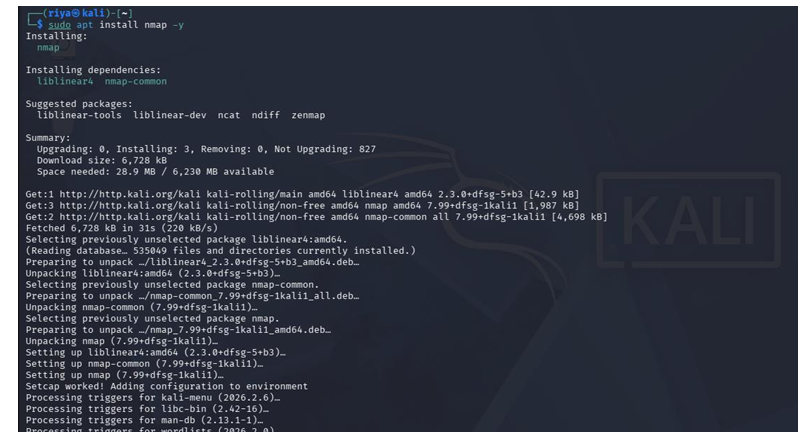 ┌──(riya㉿kali)-[~]
└─$ sudo apt install nmap -y
Installing:
  nmap

Installing dependencies:
  liblinear4  nmap-common

Suggested packages:
  liblinear-tools  liblinear-dev  ncat  ndiff  zenmap

Summary:
  Upgrading: 0, Installing: 3, Removing: 0, Not Upgrading: 827
  Download size: 6,728 kB
  Space needed: 28.9 MB / 6,230 MB available

Get:1 http://http.kali.org/kali kali-rolling/main amd64 liblinear4 amd64 2.3.0+dfsg-5+b3 [42.9 kB]
Get:3 http://http.kali.org/kali kali-rolling/non-free amd64 nmap amd64 7.99+dfsg-1kali1 [1,987 kB]
Get:2 http://http.kali.org/kali kali-rolling/non-free amd64 nmap-common all 7.99+dfsg-1kali1 [4,698 kB]
Fetched 6,728 kB in 31s (220 kB/s)
Selecting previously unselected package liblinear4:amd64.
(Reading database… 535049 files and directories currently installed.)
Preparing to unpack …/liblinear4_2.3.0+dfsg-5+b3_amd64.deb…
Unpacking liblinear4:amd64 (2.3.0+dfsg-5+b3)…
Selecting previously unselected package nmap-common.
Preparing to unpack …/nmap-common_7.99+dfsg-1kali1_all.deb…
Unpacking nmap-common (7.99+dfsg-1kali1)…
Selecting previously unselected package nmap.
Preparing to unpack …/nmap_7.99+dfsg-1kali1_amd64.deb…
Unpacking nmap (7.99+dfsg-1kali1)…
Setting up liblinear4:amd64 (2.3.0+dfsg-5+b3)…
Setting up nmap-common (7.99+dfsg-1kali1)…
Setting up nmap (7.99+dfsg-1kali1)…
Setcap worked! Adding configuration to environment
Processing triggers for kali-menu (2026.2.6)…
Processing triggers for libc-bin (2.42-16)…
Processing triggers for man-db (2.13.1-1)…
Processing triggers for wordlists (2026.2.0)
KALI